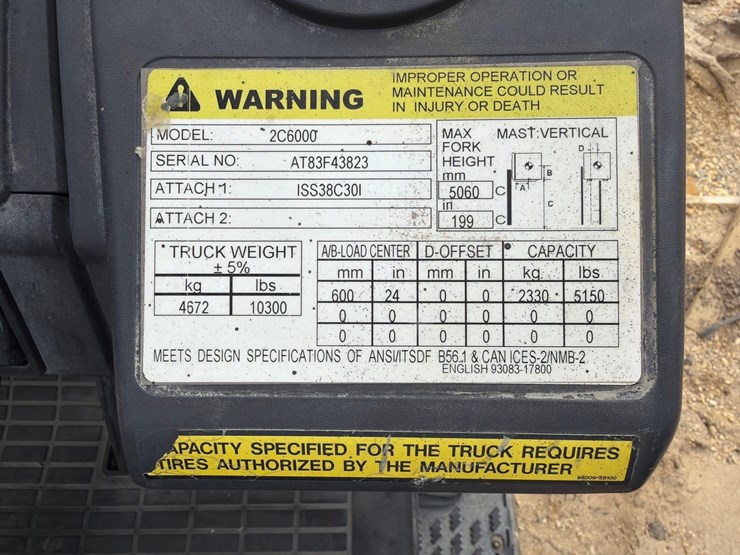 WARNING
IMPROPER OPERATION OR
MAINTENANCE COULD RESULT
IN INJURY OR DEATH
MODEL: 2C6000
SERIAL NO: AT83F43823
ATTACH 1: ISS38C30I
ATTACH 2:
MAX FORK HEIGHT
mm
5060 C
in
199 C
MAST:VERTICAL
D
B
A
C
TRUCK WEIGHT
± 5%
kg lbs
4672 10300
A/B-LOAD CENTER D-OFFSET CAPACITY
mm in mm in kg lbs
600 24 0 0 2330 5150
0 0 0 0 0 0
0 0 0 0 0 0
MEETS DESIGN SPECIFICATIONS OF ANSI/ITSDF B56.1 & CAN ICES-2/NMB-2
ENGLISH 93083-17800
APACITY SPECIFIED FOR THE TRUCK REQUIRES
TIRES AUTHORIZED BY THE MANUFACTURER